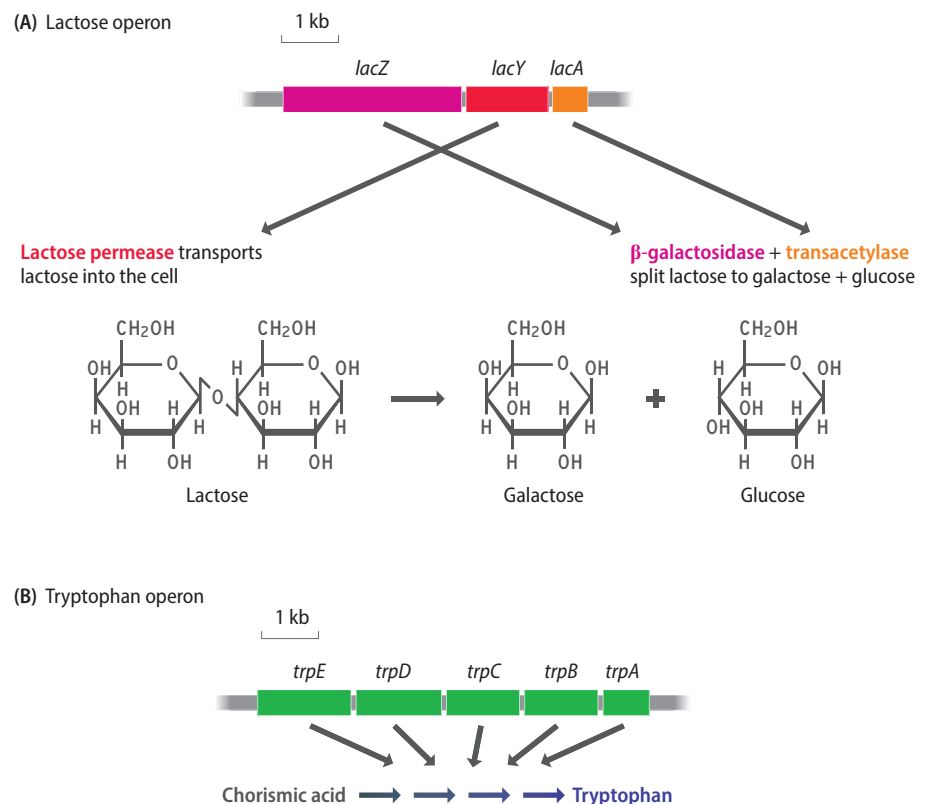 (A) Lactose operon
1 kb
lacZ lacY lacA
Lactose permease transports
lactose into the cell
β-galactosidase + transacetylase
split lactose to galactose + glucose
CH2OH CH2OH CH2OH CH2OH
OH O H O OH OH O OH H O OH
H H H H
OH H O OH H OH H OH H
H H H H H OH H
H OH H OH H OH H OH
Lactose Galactose Glucose
(B) Tryptophan operon
1 kb
trpE trpD trpC trpB trpA
Chorismic acid Tryptophan